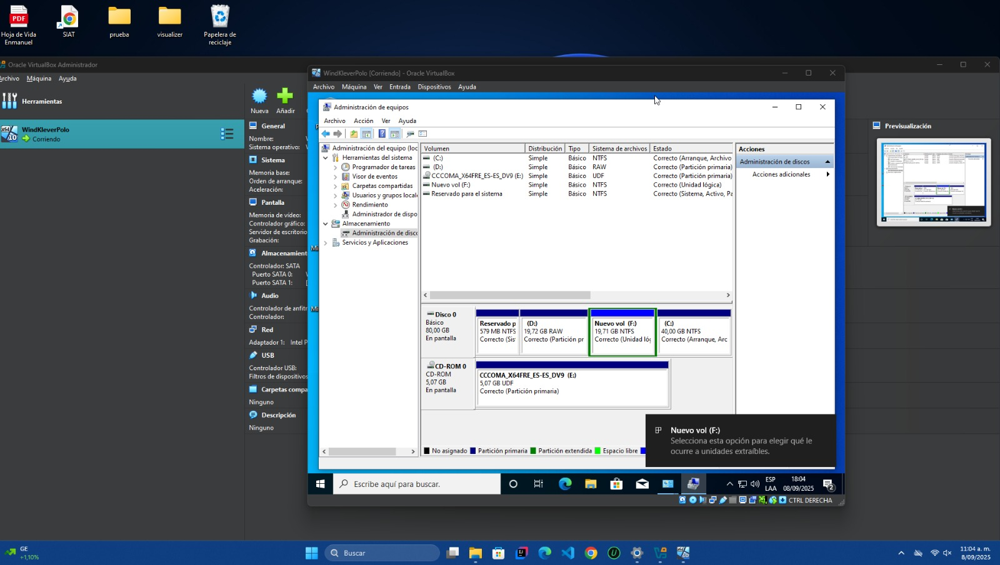 Hoja de Vida
Enmanuel
SIAT
prueba
visualizer
Papelera de
reciclaje
Oracle VirtualBox Administrador
Archivo Máquina Ayuda
Herramientas
WindKleverPolo
Corriendo
Nueva Añadir
General
Nombre:
Sistema operativo:
Sistema
Memoria base:
Orden de arranque:
Aceleración:
Pantalla
Memoria de vídeo:
Controlador gráfico:
Servidor de escritorio
Grabación:
Almacenamient
Controlador: SATA
Puerto SATA 0:
Puerto SATA 1: [
Audio
Controlador de anfitr
Controlador:
Red
Adaptador 1: Intel P
USB
Controlador USB:
Filtros de dispositivos
Carpetas compa
Ninguno
Descripción
Ninguno
Previsualización
WindKleverPolo [Corriendo] - Oracle VirtualBox
Archivo Máquina Ver Entrada Dispositivos Ayuda
Administración de equipos
Archivo Acción Ver Ayuda
Administración del equipo (loc
Herramientas del sistema
Programador de tareas
Visor de eventos
Carpetas compartidas
Usuarios y grupos locale
Rendimiento
Administrador de dispo
Almacenamiento
Administración de disco
Servicios y Aplicaciones
Volumen Distribución Tipo Sistema de archivos Estado
(C:) Simple Básico NTFS Correcto (Arranque, Archivo
(D:) Simple Básico RAW Correcto (Partición primaria)
CCCOMA_X64FRE_ES-ES_DV9 (E:) Simple Básico UDF Correcto (Partición primaria)
Nuevo vol (F:) Simple Básico NTFS Correcto (Unidad lógica)
Reservado para el sistema Simple Básico NTFS Correcto (Sistema, Activo, Pa
Acciones
Administración de discos
Acciones adicionales
Disco 0
Básico
80,00 GB
En pantalla
Reservado p
579 MB NTFS
Correcto (Sis
(D:)
19,72 GB RAW
Correcto (Partición pr
Nuevo vol (F:)
19,71 GB NTFS
Correcto (Unidad lóg
(C:)
40,00 GB NTFS
Correcto (Arranque, Arc
CD-ROM 0
CD-ROM
5,07 GB
En pantalla
CCCOMA_X64FRE_ES-ES_DV9 (E:)
5,07 GB UDF
Correcto (Partición primaria)
No asignado Partición primaria Partición extendida Espacio libre
Nuevo vol (F:)
Selecciona esta opción para elegir qué le
ocurre a unidades extraíbles.
Escribe aquí para buscar.
ESP
LAA
18:04
08/09/2025
2
CTRL DERECHA
GE
+1,10%
Buscar
11:04 a. m.
8/09/2025